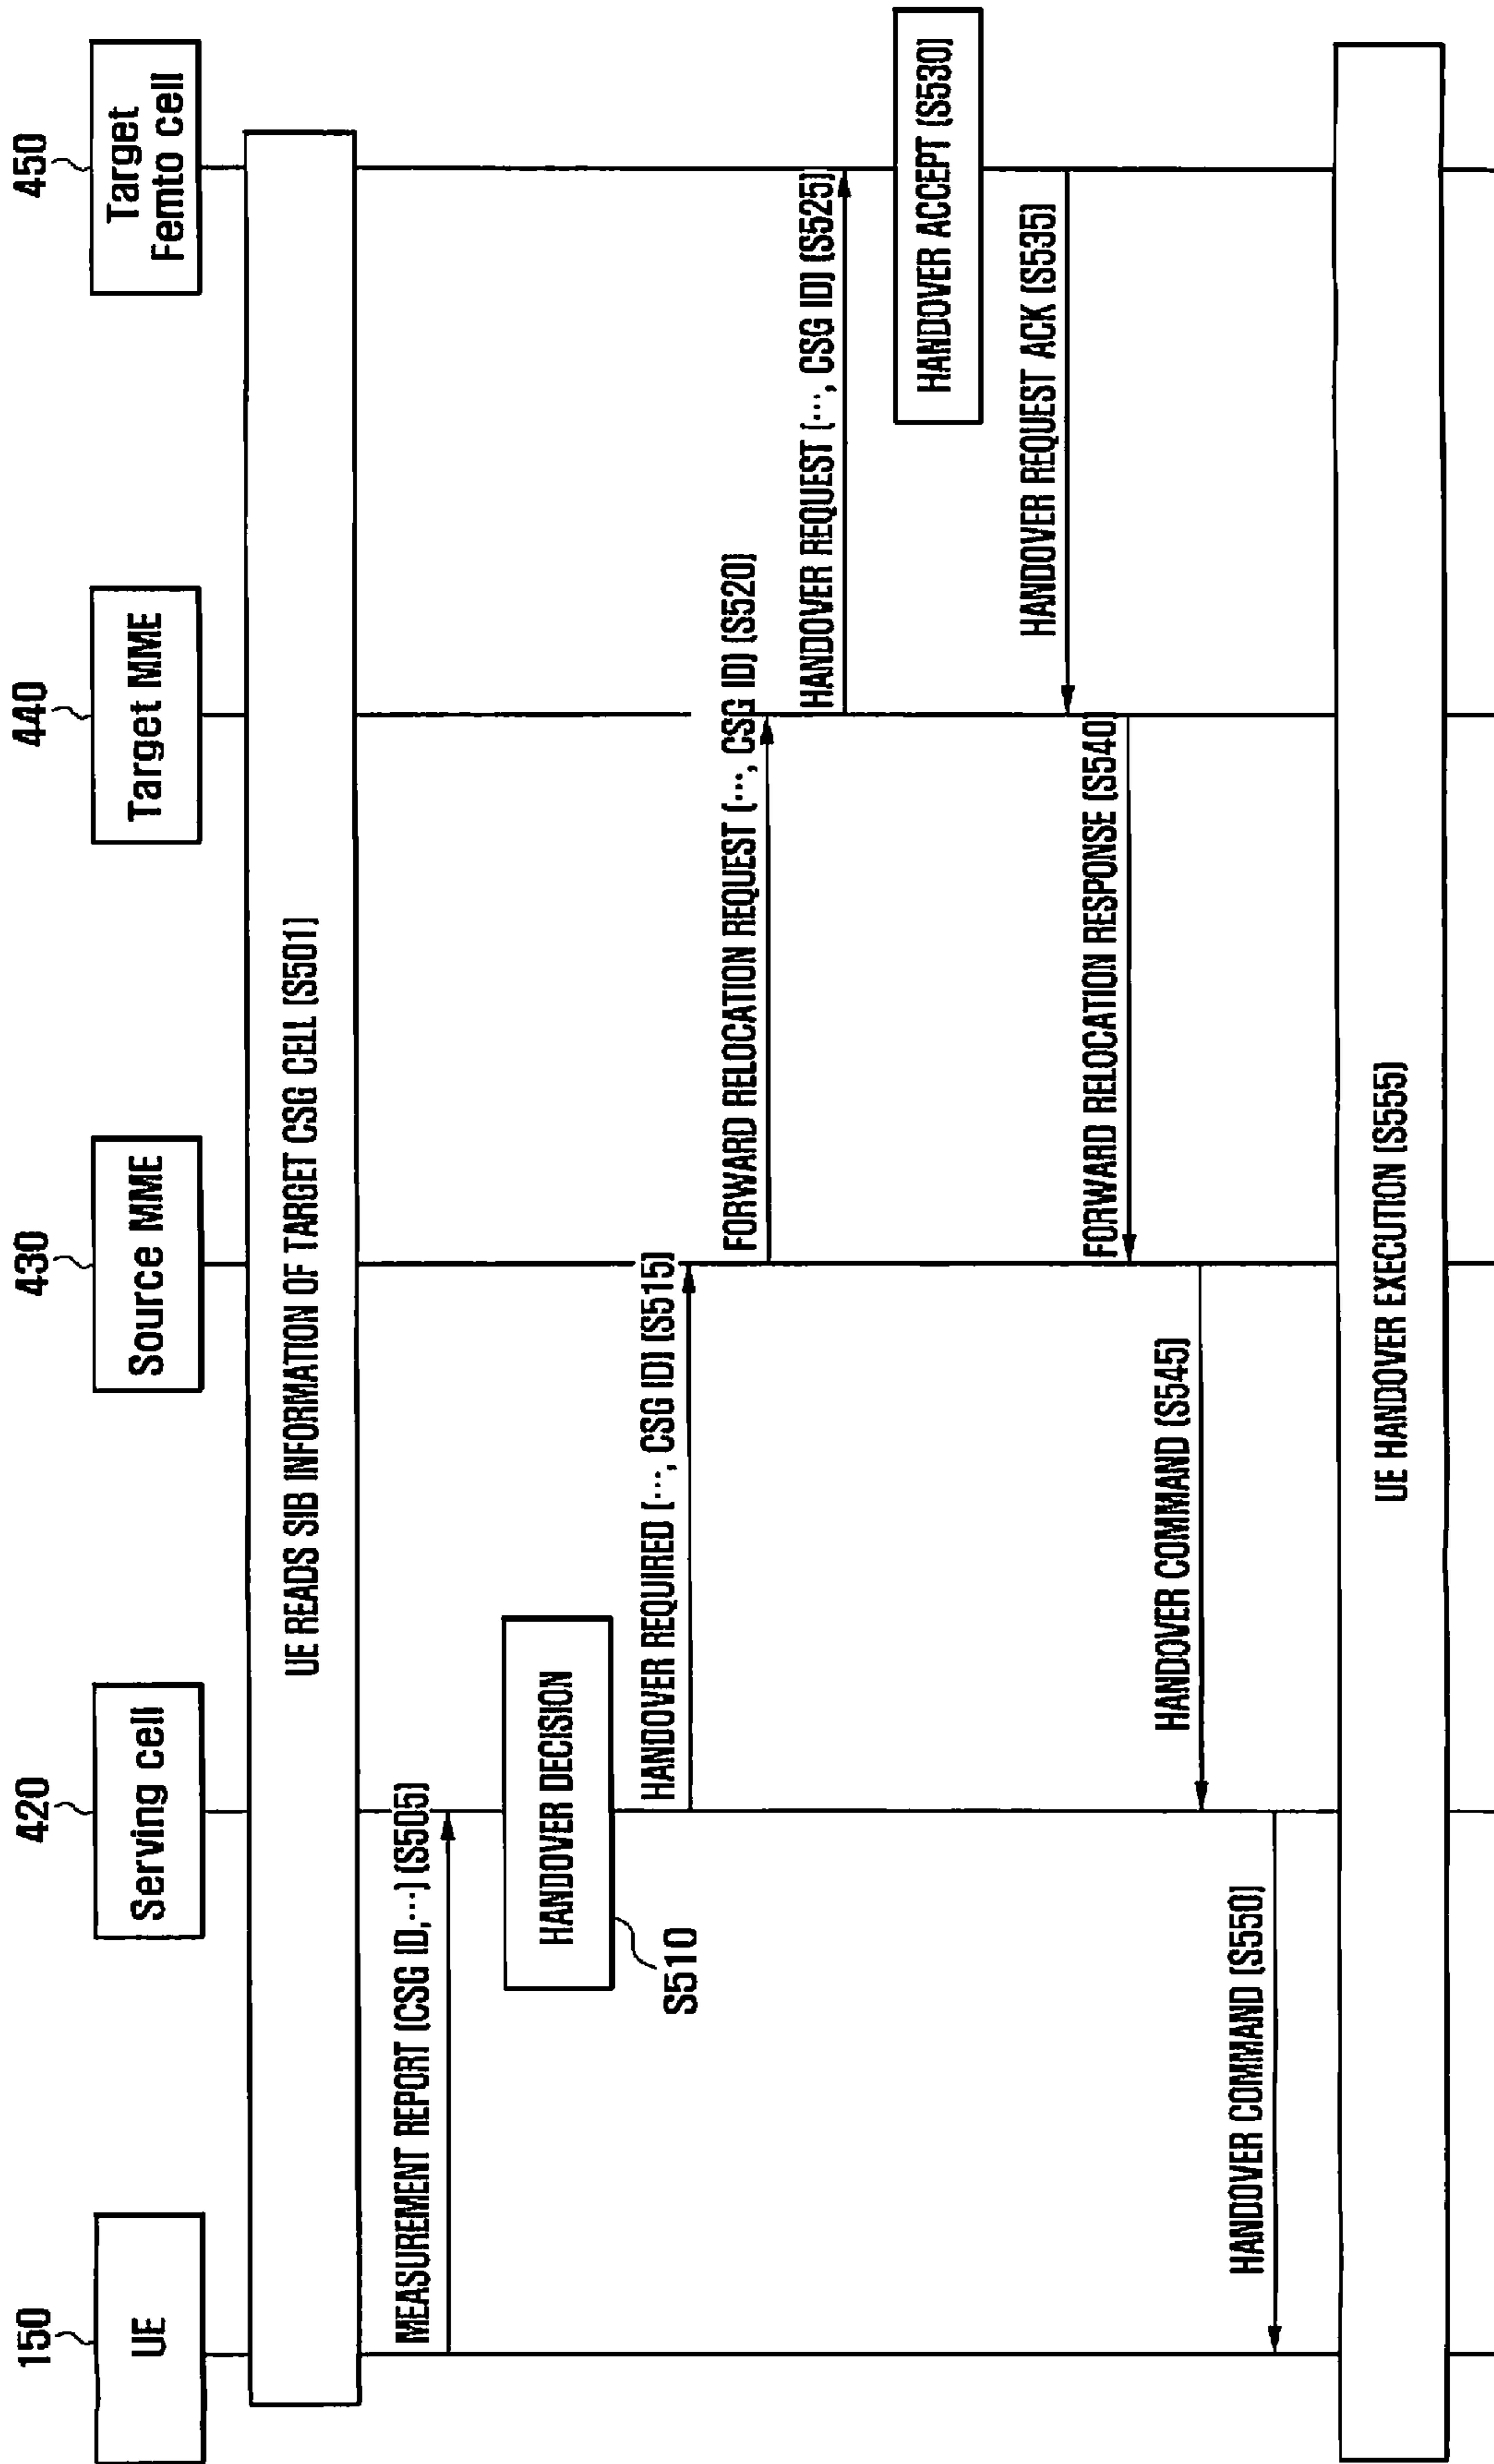 150
420
430
440
450
UE
Serving cell
Source MME
Target MME
Target
Femto cell
UE READS SIB INFORMATION OF TARGET CSG CELL (S501)
MEASUREMENT REPORT (CSG ID,···) (S505)
HANDOVER DECISION
S510
HANDOVER REQUIRED (···, CSG ID) (S515)
FORWARD RELOCATION REQUEST (···, CSG ID) (S520)
HANDOVER REQUEST (···, CSG ID) (S525)
HANDOVER ACCEPT (S530)
HANDOVER REQUEST ACK (S535)
FORWARD RELOCATION RESPONSE (S540)
HANDOVER COMMAND (S545)
HANDOVER COMMAND (S550)
UE HANDOVER EXECUTION (S555)